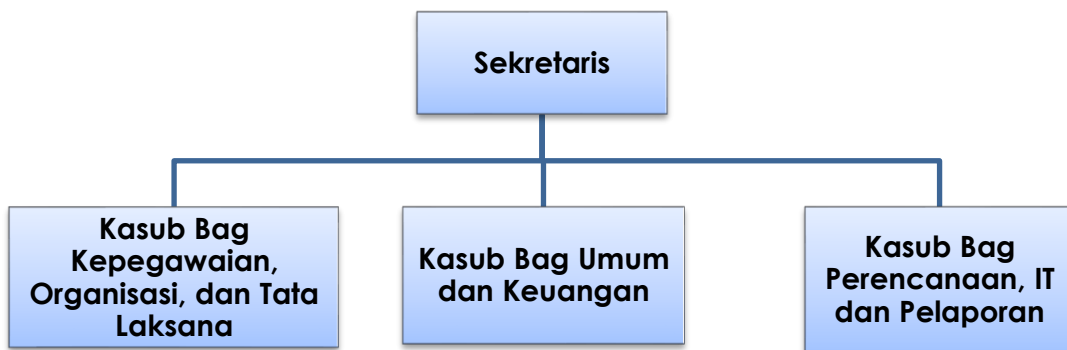 Sekretaris
Kasub Bag
Kepegawaian,
Organisasi, dan Tata
Laksana
Kasub Bag Umum
dan Keuangan
Kasub Bag
Perencanaan, IT
dan Pelaporan